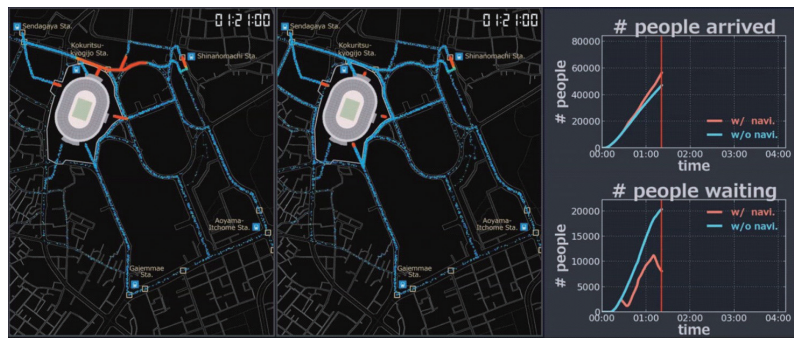 01:21:00
Sendagaya Sta.
Kokuritsu-
kyogijo Sta.
Shinanomachi Sta.
Aoyama-
Itchome Sta.
Gaiemmae
Sta.
01:21:00
Sendagaya Sta.
Kokuritsu-
kyogijo Sta.
Shinanomachi Sta.
Aoyama-
Itchome Sta.
Gaiemmae
Sta.
# people arrived
# people
80000
60000
40000
20000
0
w/ navi.
w/o navi.
00:00 01:00 02:00 03:00 04:00
time
# people waiting
# people
20000
15000
10000
5000
0
w/ navi.
w/o navi.
00:00 01:00 02:00 03:00 04:00
time